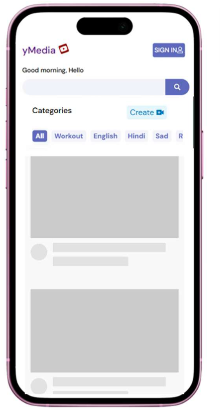 yMedia
SIGN IN
Good morning, Hello
Categories
Create
All Workout English Hindi Sad R